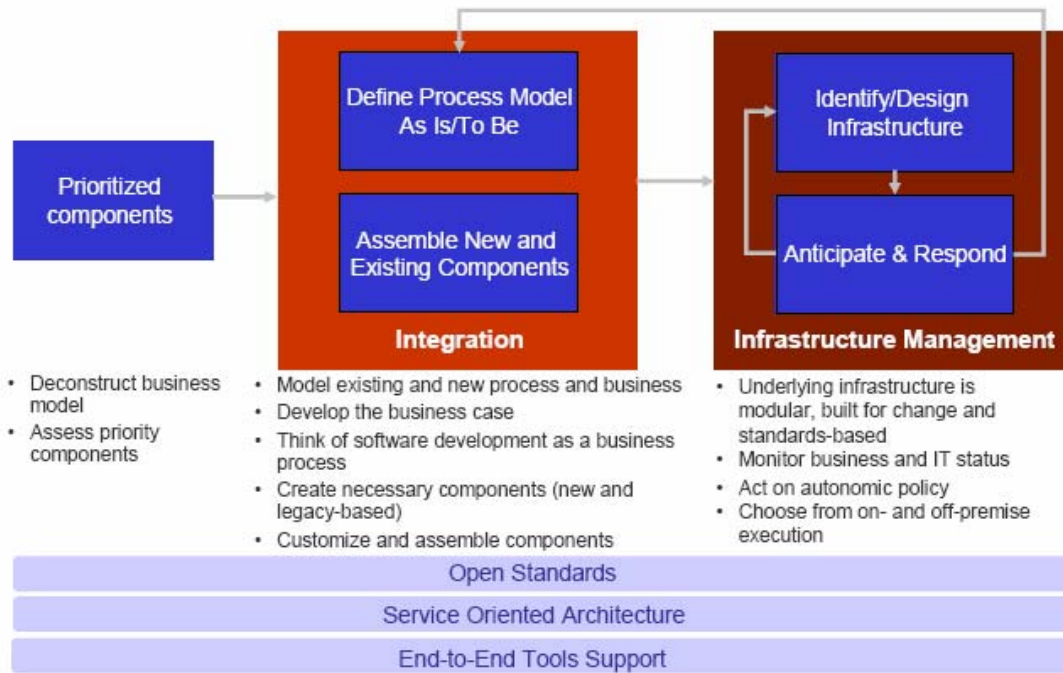 Prioritized
components
Define Process Model
As Is/To Be
Assemble New and
Existing Components
Integration
Identify/Design
Infrastructure
Anticipate & Respond
Infrastructure Management
• Deconstruct business
model
• Assess priority
components
• Model existing and new process and business
• Develop the business case
• Think of software development as a business
process
• Create necessary components (new and
legacy-based)
• Customize and assemble components
• Underlying infrastructure is
modular, built for change and
standards-based
• Monitor business and IT status
• Act on autonomic policy
• Choose from on- and off-premise
execution
Open Standards
Service Oriented Architecture
End-to-End Tools Support